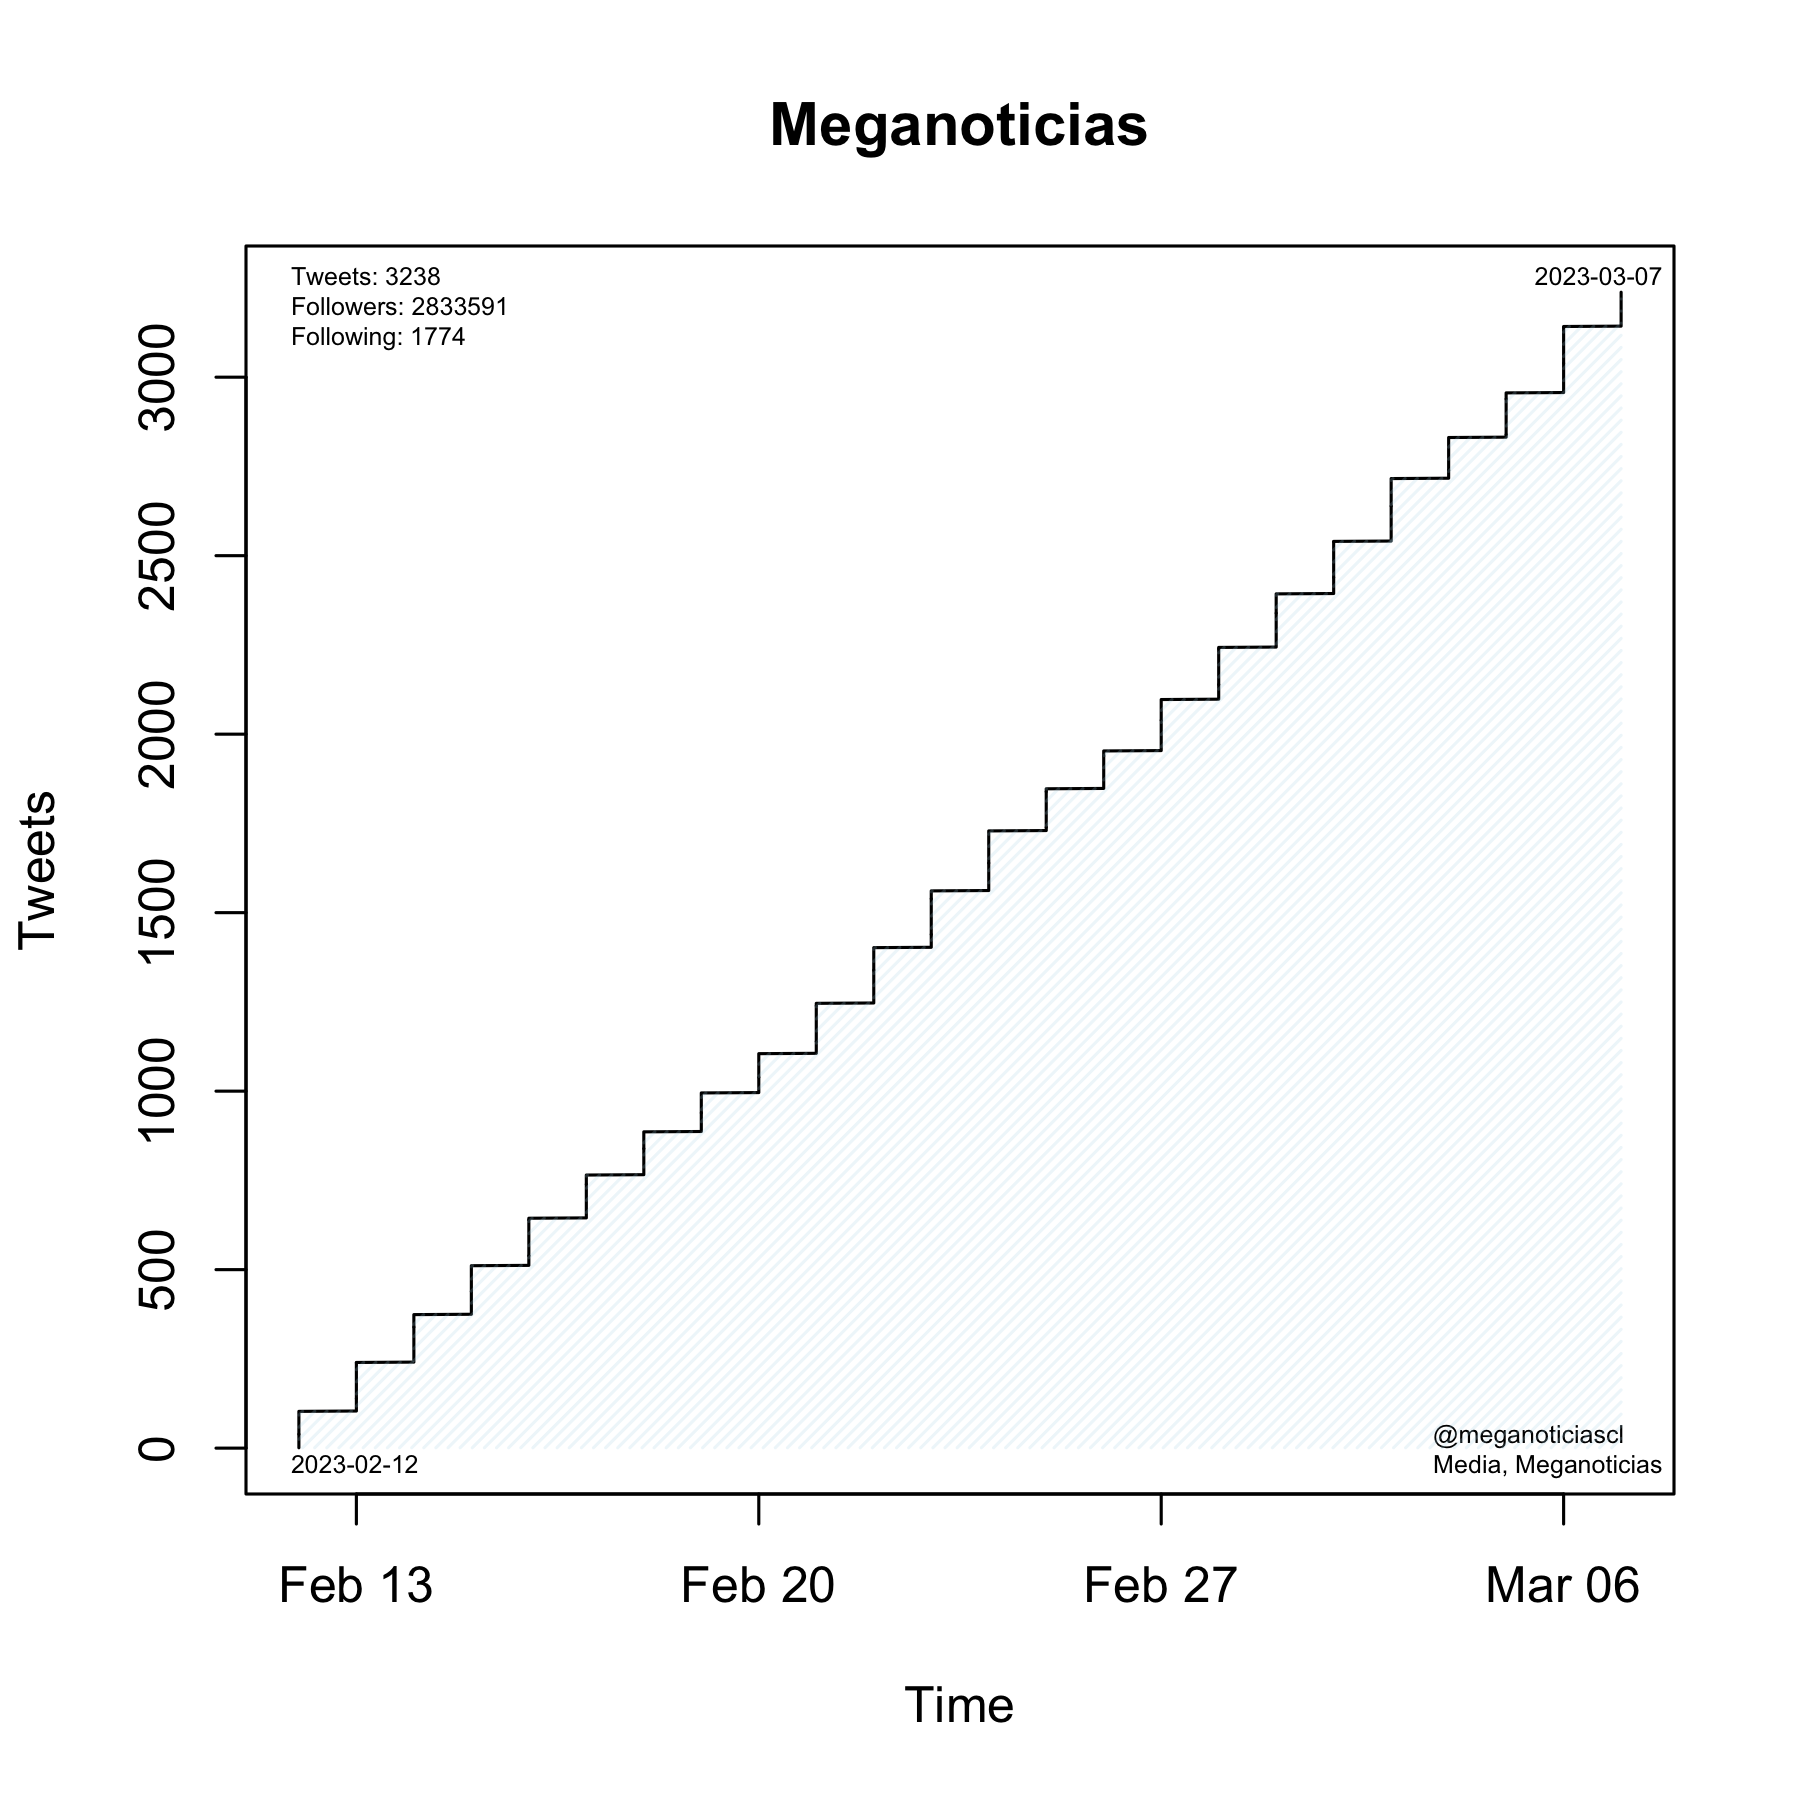 Meganoticias
Tweets: 3238
Followers: 2833591
Following: 1774
2023-03-07
3000
2500
2000
1500
1000
500
0
Tweets
2023-02-12
@meganoticiascl
Media, Meganoticias
Feb 13
Feb 20
Feb 27
Mar 06
Time